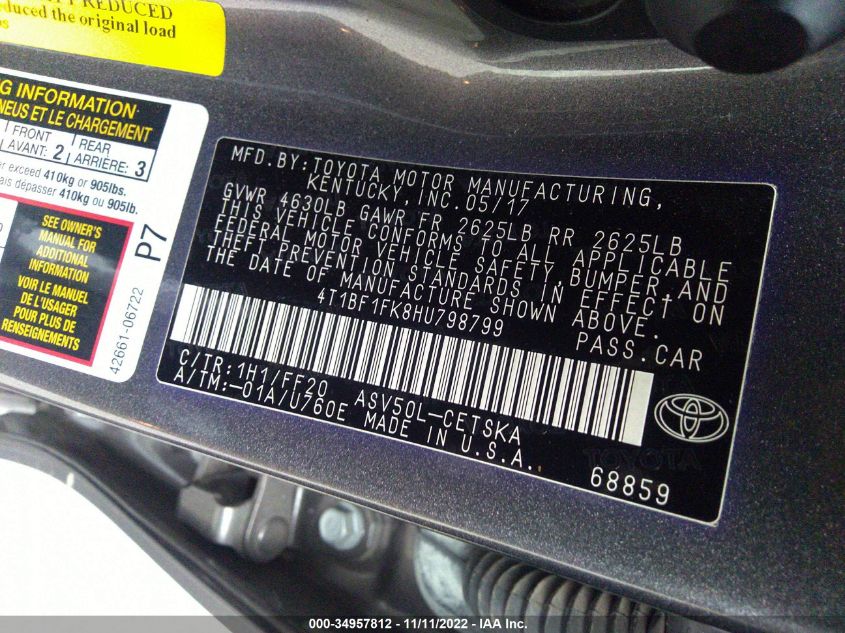 REDUCED
educed the original load
NG INFORMATION
NEUS ET LE CHARGEMENT
FRONT
AVANT: 2
REAR
ARRIÈRE: 3
er exceed 410kg or 905lbs.
ais dépasser 410kg ou 905lb.
SEE OWNER'S
MANUAL FOR
ADDITIONAL
INFORMATION
VOIR LE MANUEL
DE L'USAGER
POUR PLUS DE
RENSEIGNEMENTS
P7
42661-06722
MFD.BY:TOYOTA MOTOR MANUFACTURING,
KENTUCKY,INC.05/17
GVWR 4630LB GAWR FR 2625LB RR 2625LB
THIS VEHICLE CONFORMS TO ALL APPLICABLE
FEDERAL MOTOR VEHICLE SAFETY,BUMPER,AND
THEFT PREVENTION STANDARDS IN EFFECT ON
THE DATE OF MANUFACTURE SHOWN ABOVE.
4T1BF1FK8HU798799
PASS.CAR
C/TR:1H1/FF20 ASV50L-CETSKA
A/TM:-01A/U760E MADE IN U.S.A.
TOYOTA
68859
000-34957812 - 11/11/2022 - IAA Inc.